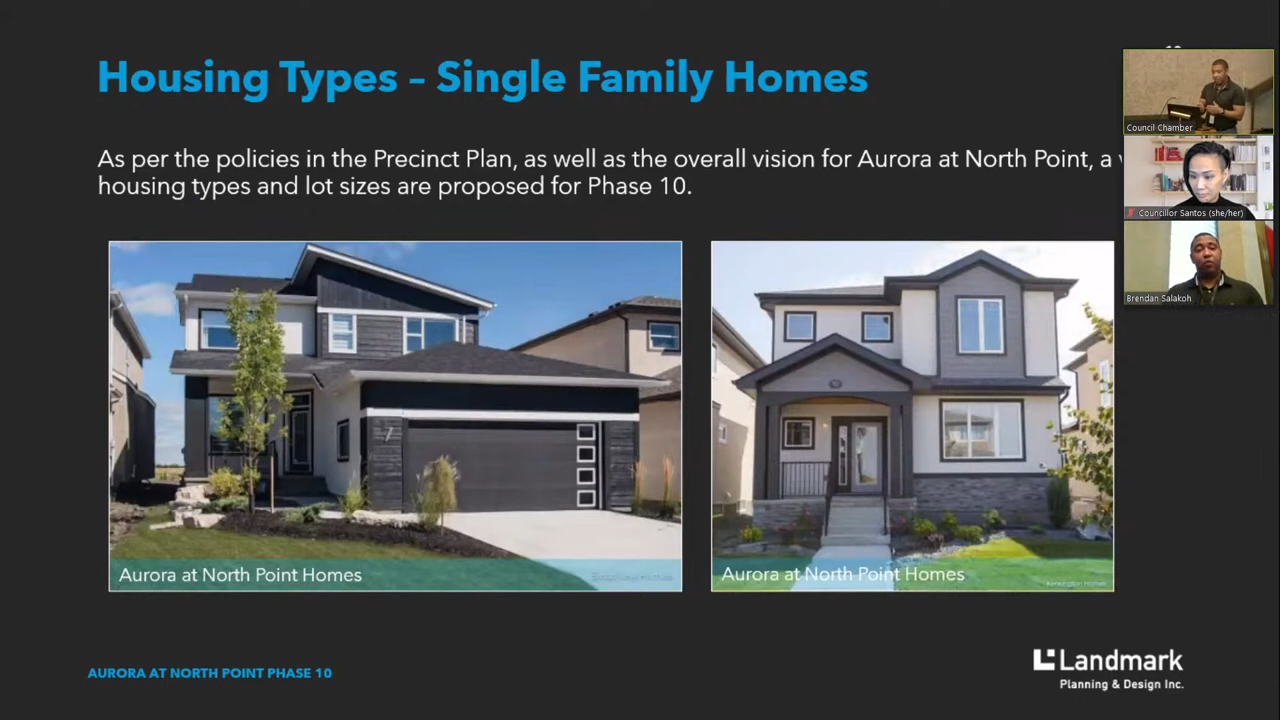 Housing Types – Single Family Homes
As per the policies in the Precinct Plan, as well as the overall vision for Aurora at North Point, a
housing types and lot sizes are proposed for Phase 10.
Council Chamber
Councillor Santos (she/her)
Brendan Salakoh
Aurora at North Point Homes
Aurora at North Point Homes
Kensington Homes
AURORA AT NORTH POINT PHASE 10
Landmark
Planning & Design Inc.